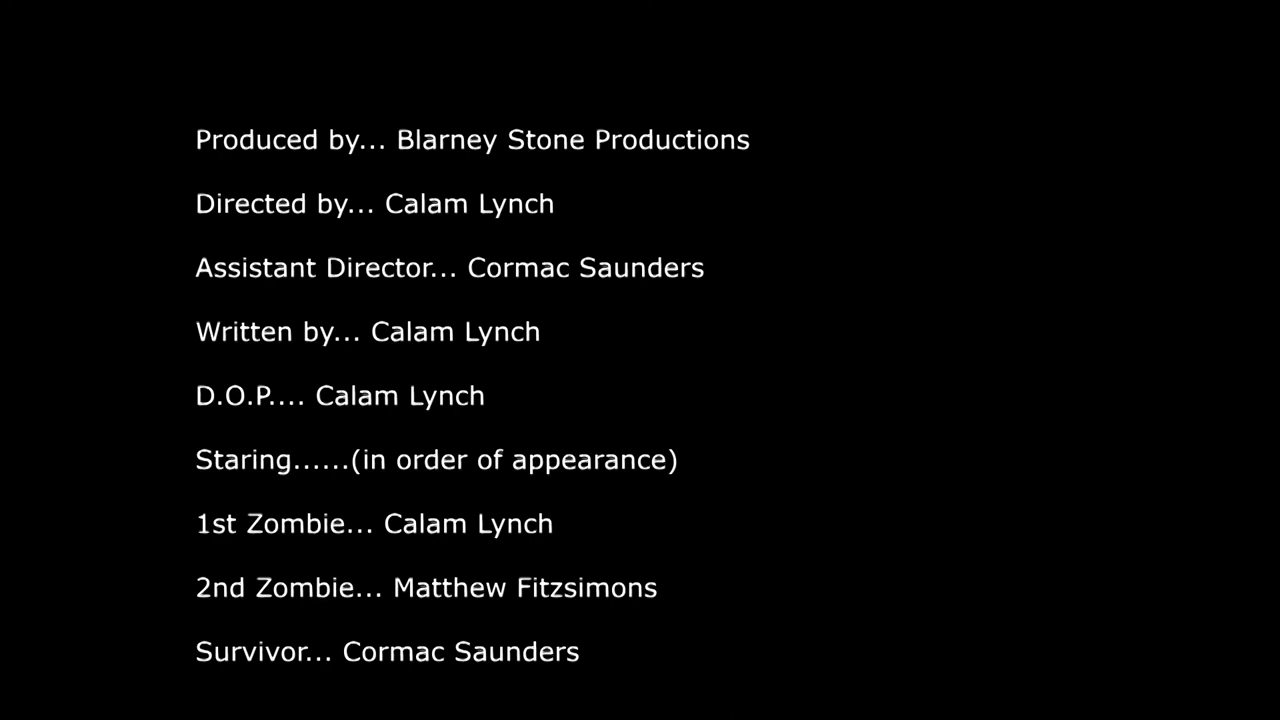 Produced by... Blarney Stone Productions
Directed by... Calam Lynch
Assistant Director... Cormac Saunders
Written by... Calam Lynch
D.O.P.... Calam Lynch
Staring......(in order of appearance)
1st Zombie... Calam Lynch
2nd Zombie... Matthew Fitzsimons
Survivor... Cormac Saunders